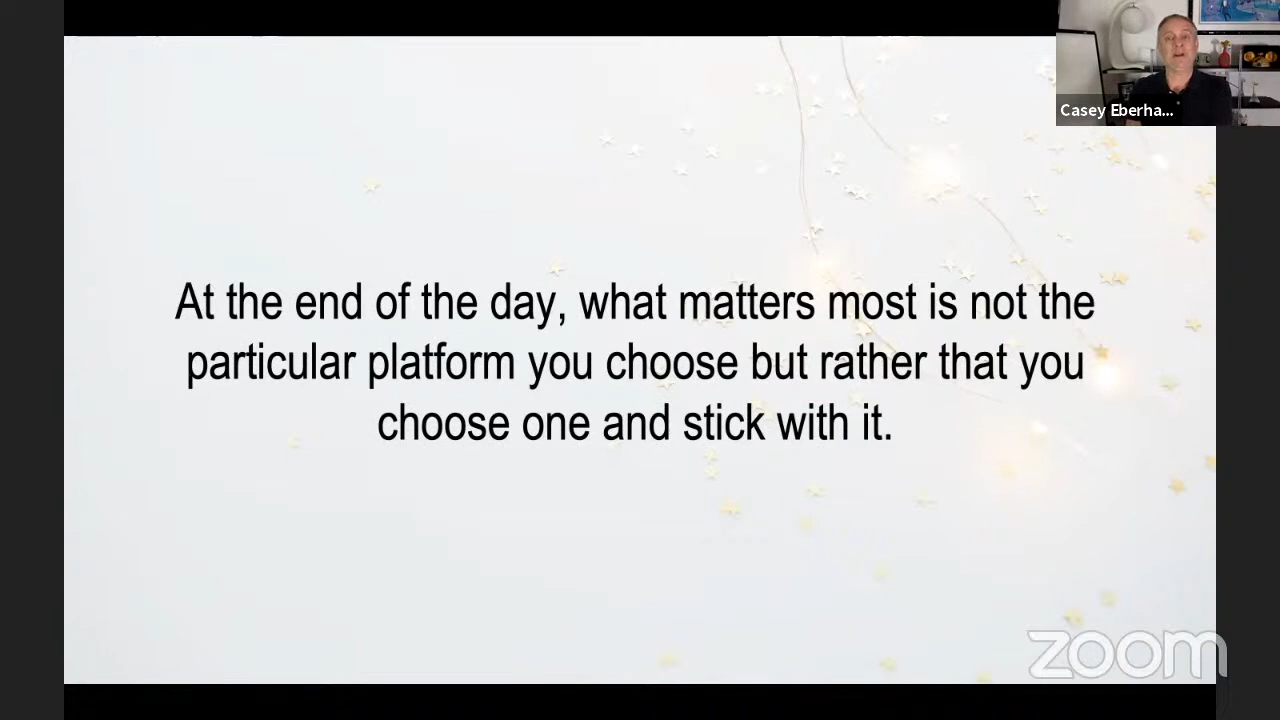 Casey Eberha...
At the end of the day, what matters most is not the
particular platform you choose but rather that you
choose one and stick with it.
zoom